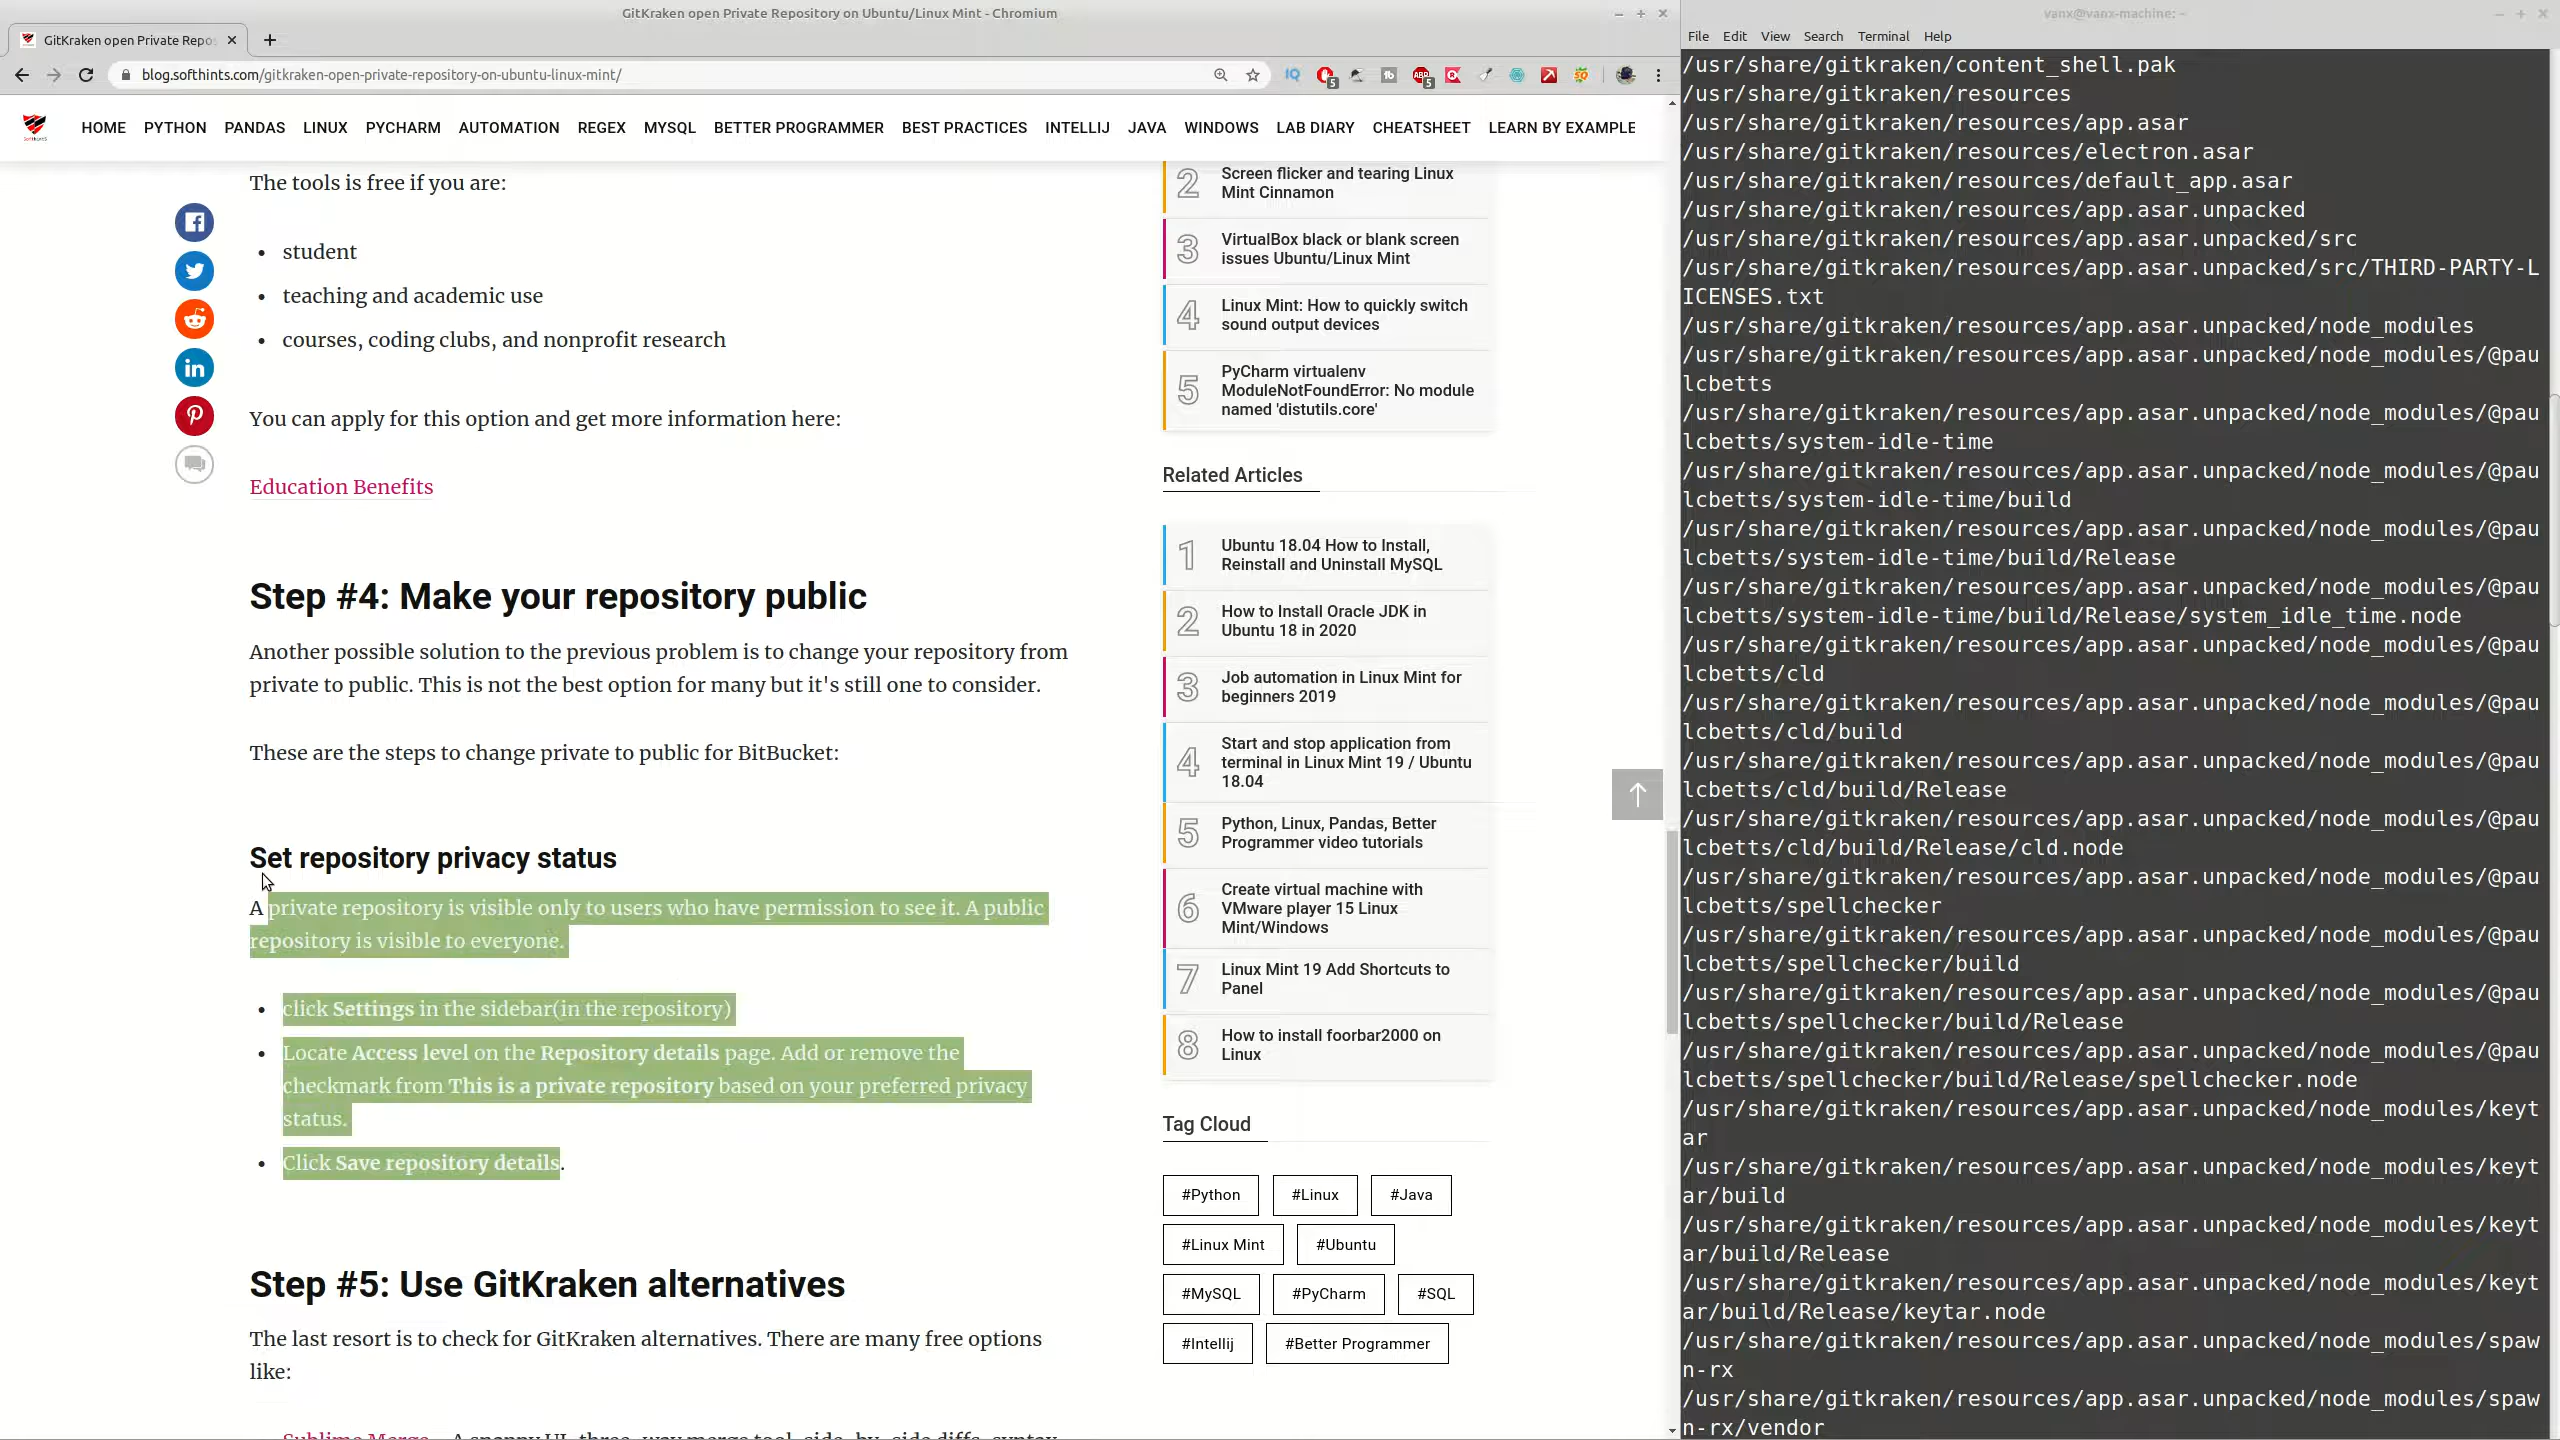 GitKraken open Private Repository on Ubuntu/Linux Mint - Chromium
GitKraken open Private Repo
blog.softhints.com/gitkraken-open-private-repository-on-ubuntu-linux-mint/
HOME PYTHON PANDAS LINUX PYCHARM AUTOMATION REGEX MYSQL BETTER PROGRAMMER BEST PRACTICES INTELLIJ JAVA WINDOWS LAB DIARY CHEATSHEET LEARN BY EXAMPLE
The tools is free if you are:
• student
• teaching and academic use
• courses, coding clubs, and nonprofit research
You can apply for this option and get more information here:
Education Benefits
Step #4: Make your repository public
Another possible solution to the previous problem is to change your repository from
private to public. This is not the best option for many but it's still one to consider.
These are the steps to change private to public for BitBucket:
Set repository privacy status
A private repository is visible only to users who have permission to see it. A public
repository is visible to everyone.
• click Settings in the sidebar(in the repository)
• Locate Access level on the Repository details page. Add or remove the
checkmark from This is a private repository based on your preferred privacy
status.
• Click Save repository details.
Step #5: Use GitKraken alternatives
The last resort is to check for GitKraken alternatives. There are many free options
like:
Sublime Merge - A snappy UI, three-way merge tool, side-by-side diffs, syntax
2 Screen flicker and tearing Linux
Mint Cinnamon
3 VirtualBox black or blank screen
issues Ubuntu/Linux Mint
4 Linux Mint: How to quickly switch
sound output devices
5 PyCharm virtualenv
ModuleNotFoundError: No module
named 'distutils.core'
Related Articles
1 Ubuntu 18.04 How to Install,
Reinstall and Uninstall MySQL
2 How to Install Oracle JDK in
Ubuntu 18 in 2020
3 Job automation in Linux Mint for
beginners 2019
4 Start and stop application from
terminal in Linux Mint 19 / Ubuntu
18.04
5 Python, Linux, Pandas, Better
Programmer video tutorials
6 Create virtual machine with
VMware player 15 Linux
Mint/Windows
7 Linux Mint 19 Add Shortcuts to
Panel
8 How to install foorbar2000 on
Linux
Tag Cloud
#Python #Linux #Java
#Linux Mint #Ubuntu
#MySQL #PyCharm #SQL
#Intellij #Better Programmer
vanx@vanx-machine: ~
File Edit View Search Terminal Help
/usr/share/gitkraken/content_shell.pak
/usr/share/gitkraken/resources
/usr/share/gitkraken/resources/app.asar
/usr/share/gitkraken/resources/electron.asar
/usr/share/gitkraken/resources/default_app.asar
/usr/share/gitkraken/resources/app.asar.unpacked
/usr/share/gitkraken/resources/app.asar.unpacked/src
/usr/share/gitkraken/resources/app.asar.unpacked/src/THIRD-PARTY-L
ICENSES.txt
/usr/share/gitkraken/resources/app.asar.unpacked/node_modules
/usr/share/gitkraken/resources/app.asar.unpacked/node_modules/@pau
lcbetts
/usr/share/gitkraken/resources/app.asar.unpacked/node_modules/@pau
lcbetts/system-idle-time
/usr/share/gitkraken/resources/app.asar.unpacked/node_modules/@pau
lcbetts/system-idle-time/build
/usr/share/gitkraken/resources/app.asar.unpacked/node_modules/@pau
lcbetts/system-idle-time/build/Release
/usr/share/gitkraken/resources/app.asar.unpacked/node_modules/@pau
lcbetts/system-idle-time/build/Release/system_idle_time.node
/usr/share/gitkraken/resources/app.asar.unpacked/node_modules/@pau
lcbetts/cld
/usr/share/gitkraken/resources/app.asar.unpacked/node_modules/@pau
lcbetts/cld/build
/usr/share/gitkraken/resources/app.asar.unpacked/node_modules/@pau
lcbetts/cld/build/Release
/usr/share/gitkraken/resources/app.asar.unpacked/node_modules/@pau
lcbetts/cld/build/Release/cld.node
/usr/share/gitkraken/resources/app.asar.unpacked/node_modules/@pau
lcbetts/spellchecker
/usr/share/gitkraken/resources/app.asar.unpacked/node_modules/@pau
lcbetts/spellchecker/build
/usr/share/gitkraken/resources/app.asar.unpacked/node_modules/@pau
lcbetts/spellchecker/build/Release
/usr/share/gitkraken/resources/app.asar.unpacked/node_modules/@pau
lcbetts/spellchecker/build/Release/spellchecker.node
/usr/share/gitkraken/resources/app.asar.unpacked/node_modules/keyt
ar
/usr/share/gitkraken/resources/app.asar.unpacked/node_modules/keyt
ar/build
/usr/share/gitkraken/resources/app.asar.unpacked/node_modules/keyt
ar/build/Release
/usr/share/gitkraken/resources/app.asar.unpacked/node_modules/keyt
ar/build/Release/keytar.node
/usr/share/gitkraken/resources/app.asar.unpacked/node_modules/spaw
n-rx
/usr/share/gitkraken/resources/app.asar.unpacked/node_modules/spaw
n-rx/vendor